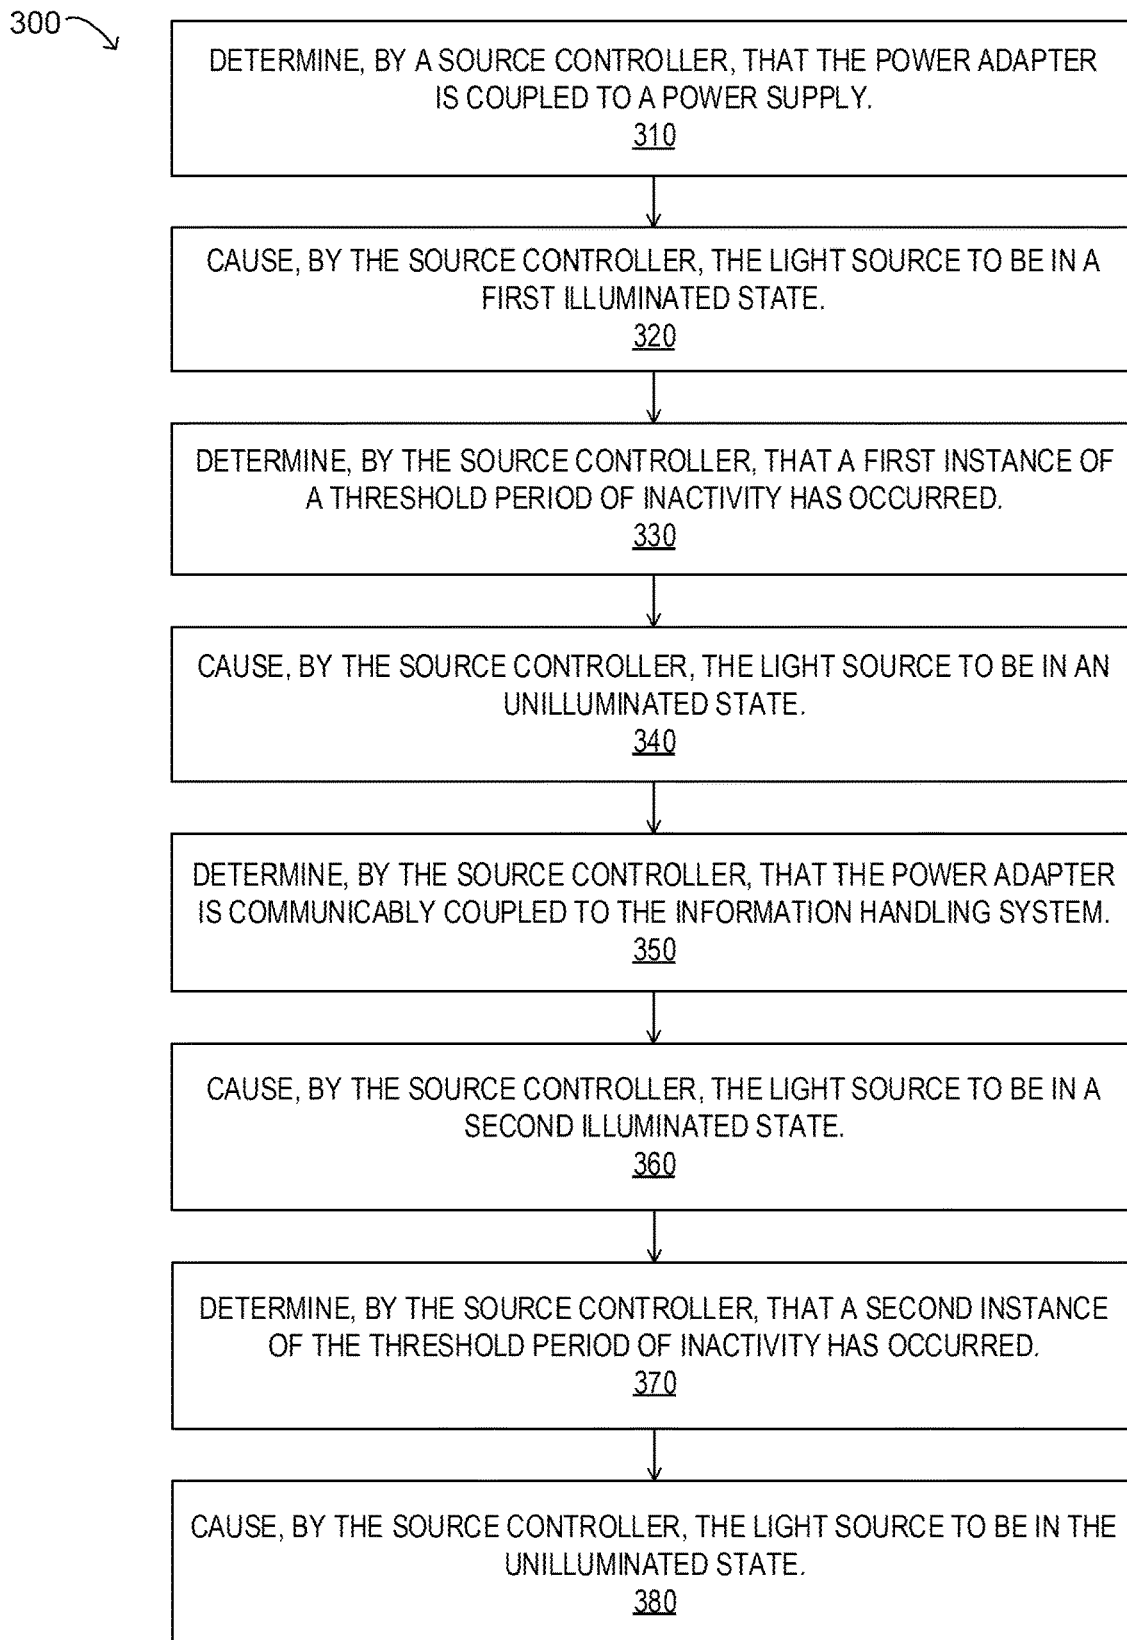 300
DETERMINE, BY A SOURCE CONTROLLER, THAT THE POWER ADAPTER
IS COUPLED TO A POWER SUPPLY.
310
CAUSE, BY THE SOURCE CONTROLLER, THE LIGHT SOURCE TO BE IN A
FIRST ILLUMINATED STATE.
320
DETERMINE, BY THE SOURCE CONTROLLER, THAT A FIRST INSTANCE OF
A THRESHOLD PERIOD OF INACTIVITY HAS OCCURRED.
330
CAUSE, BY THE SOURCE CONTROLLER, THE LIGHT SOURCE TO BE IN AN
UNILLUMINATED STATE.
340
DETERMINE, BY THE SOURCE CONTROLLER, THAT THE POWER ADAPTER
IS COMMUNICABLY COUPLED TO THE INFORMATION HANDLING SYSTEM.
350
CAUSE, BY THE SOURCE CONTROLLER, THE LIGHT SOURCE TO BE IN A
SECOND ILLUMINATED STATE.
360
DETERMINE, BY THE SOURCE CONTROLLER, THAT A SECOND INSTANCE
OF THE THRESHOLD PERIOD OF INACTIVITY HAS OCCURRED.
370
CAUSE, BY THE SOURCE CONTROLLER, THE LIGHT SOURCE TO BE IN THE
UNILLUMINATED STATE.
380